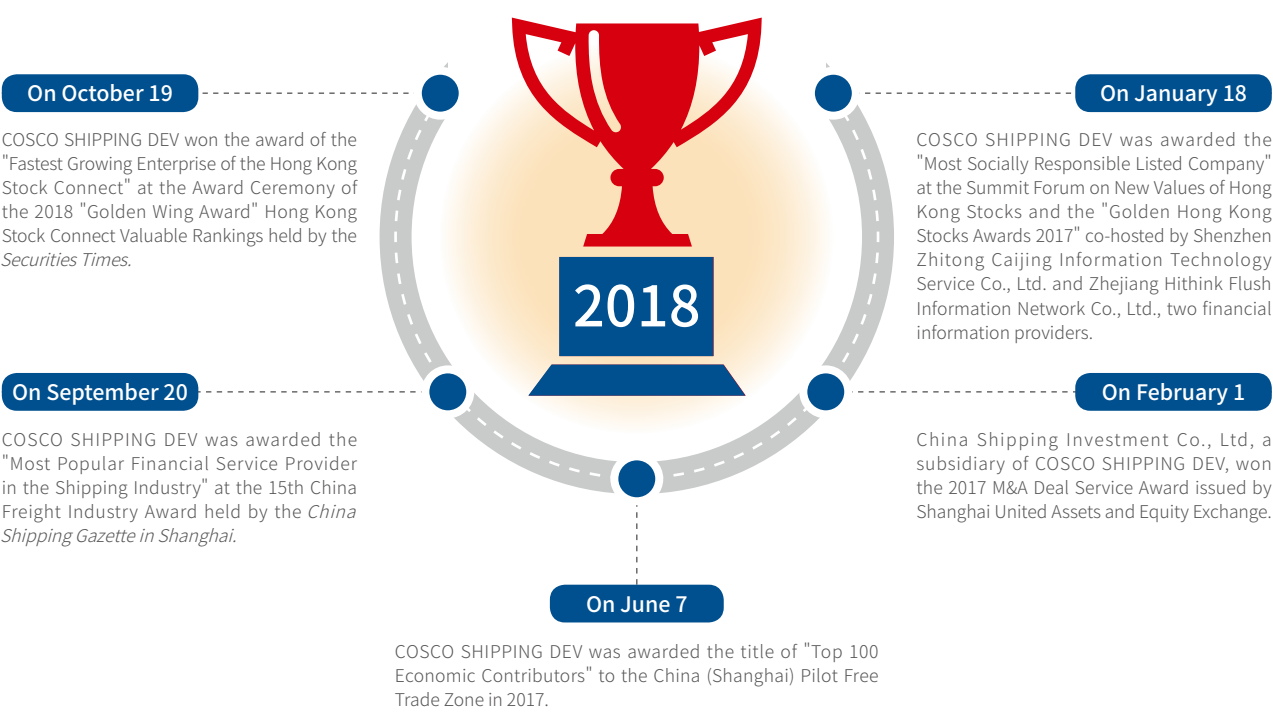 On October 19
COSCO SHIPPING DEV won the award of the
"Fastest Growing Enterprise of the Hong Kong
Stock Connect" at the Award Ceremony of
the 2018 "Golden Wing Award" Hong Kong
Stock Connect Valuable Rankings held by the
Securities Times.
On September 20
COSCO SHIPPING DEV was awarded the
"Most Popular Financial Service Provider
in the Shipping Industry" at the 15th China
Freight Industry Award held by the China
Shipping Gazette in Shanghai.
2018
On January 18
COSCO SHIPPING DEV was awarded the
"Most Socially Responsible Listed Company"
at the Summit Forum on New Values of Hong
Kong Stocks and the "Golden Hong Kong
Stocks Awards 2017" co-hosted by Shenzhen
Zhitong Caijing Information Technology
Service Co., Ltd. and Zhejiang Hithink Flush
Information Network Co., Ltd., two financial
information providers.
On February 1
China Shipping Investment Co., Ltd, a
subsidiary of COSCO SHIPPING DEV, won
the 2017 M&A Deal Service Award issued by
Shanghai United Assets and Equity Exchange.
On June 7
COSCO SHIPPING DEV was awarded the title of "Top 100
Economic Contributors" to the China (Shanghai) Pilot Free
Trade Zone in 2017.